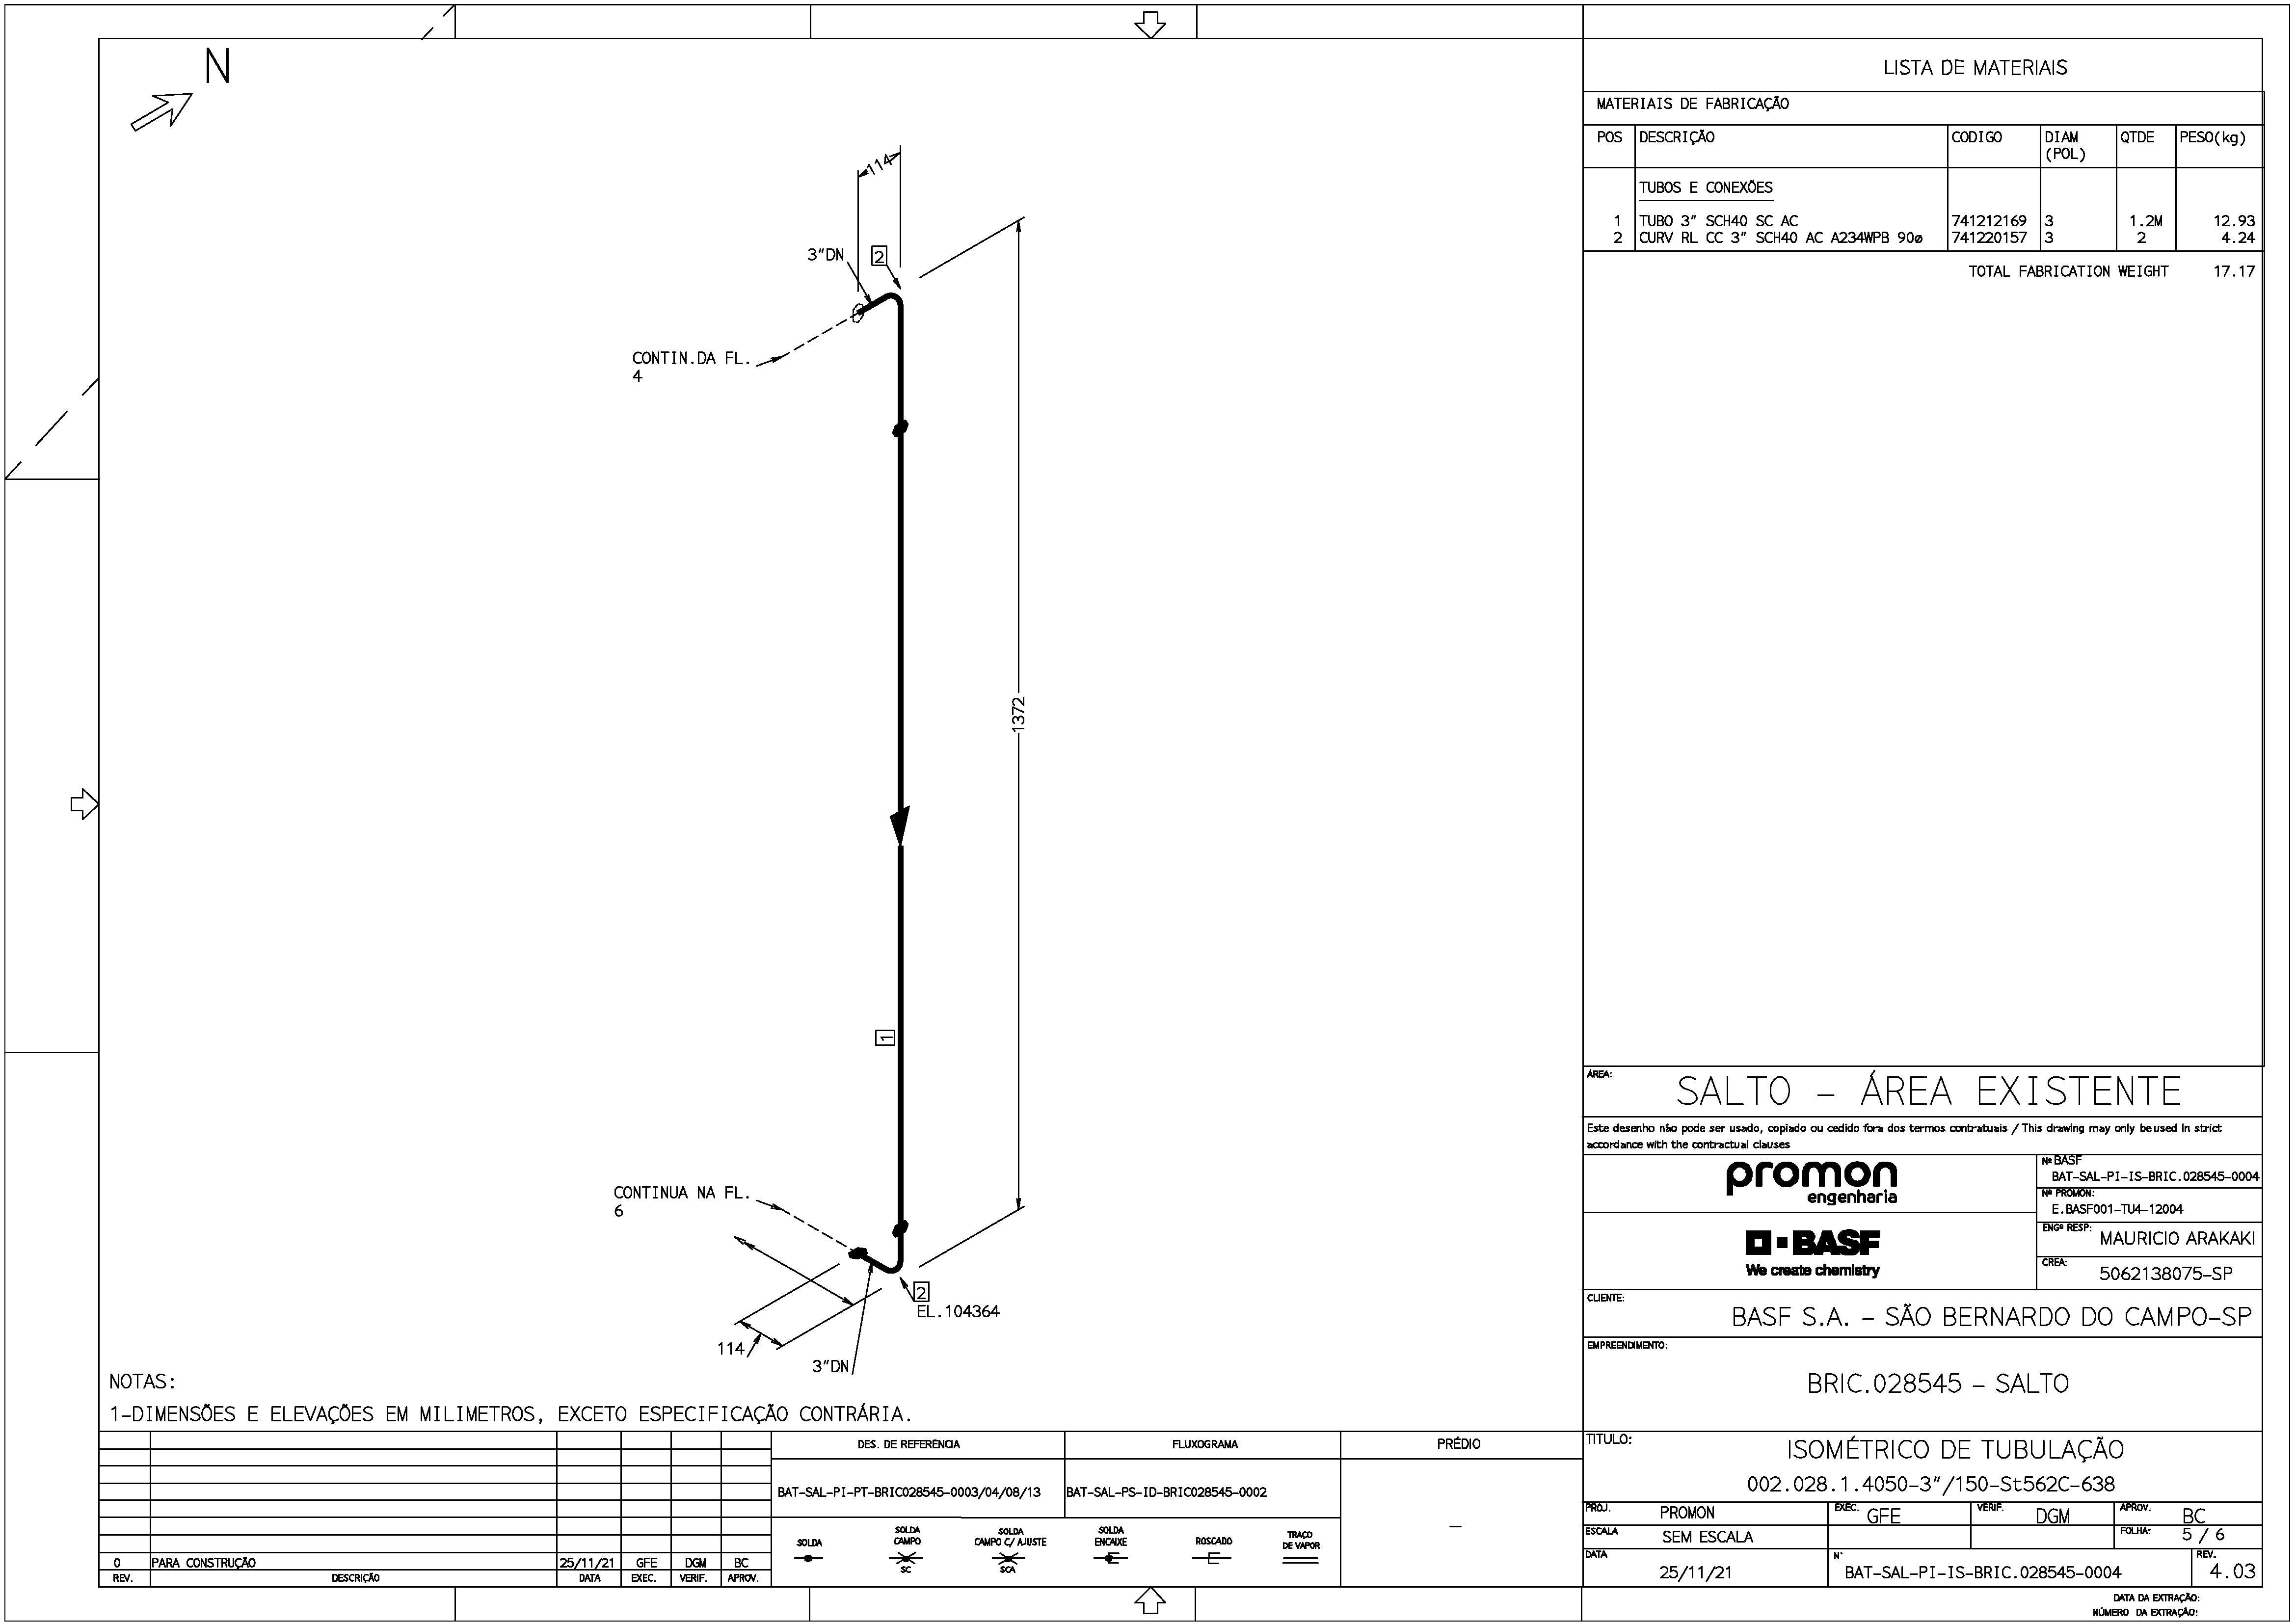 N
114
3"DN
2
CONTIN.DA FL.
4
1372
1
CONTINUA NA FL.
6
2
EL.104364
114
3"DN
NOTAS:
1-DIMENSÕES E ELEVAÇÕES EM MILIMETROS, EXCETO ESPECIFICAÇÃO CONTRÁRIA.
LISTA DE MATERIAIS
MATERIAIS DE FABRICAÇÃO
POS DESCRIÇÃO CODIGO DIAM (POL) QTDE PESO(kg)
TUBOS E CONEXÕES
1 TUBO 3" SCH40 SC AC 741212169 3 1.2M 12.93
2 CURV RL CC 3" SCH40 AC A234WPB 90ø 741220157 3 2 4.24
TOTAL FABRICATION WEIGHT 17.17
ÁREA:
SALTO - ÁREA EXISTENTE
Este desenho não pode ser usado, copiado ou cedido fora dos termos contratuais / This drawing may only be used in strict
accordance with the contractual clauses
promon
engenharia
Nº BASF
BAT-SAL-PI-IS-BRIC.028545-0004
Nº PROMON:
E.BASF001-TU4-12004
BASF
We create chemistry
ENGº RESP:
MAURICIO ARAKAKI
CREA:
5062138075-SP
CLIENTE:
BASF S.A. - SÃO BERNARDO DO CAMPO-SP
EMPREENDIMENTO:
BRIC.028545 - SALTO
TITULO:
ISOMÉTRICO DE TUBULAÇÃO
002.028.1.4050-3"/150-St562C-638
PROJ. PROMON EXEC. GFE VERIF. DGM APROV. BC
ESCALA SEM ESCALA FOLHA: 5 / 6
DATA 25/11/21 N° BAT-SAL-PI-IS-BRIC.028545-0004 REV. 4.03
DATA DA EXTRAÇÃO:
NÚMERO DA EXTRAÇÃO:
DES. DE REFERÊNCIA FLUXOGRAMA PRÉDIO
BAT-SAL-PI-PT-BRIC028545-0003/04/08/13 BAT-SAL-PS-ID-BRIC028545-0002 -
SOLDA
SOLDA CAMPO
SC
SOLDA CAMPO C/ AJUSTE
SCA
SOLDA ENCAIXE
ROSCADO
TRAÇO DE VAPOR
0 PARA CONSTRUÇÃO 25/11/21 GFE DGM BC
REV. DESCRIÇÃO DATA EXEC. VERIF. APROV.